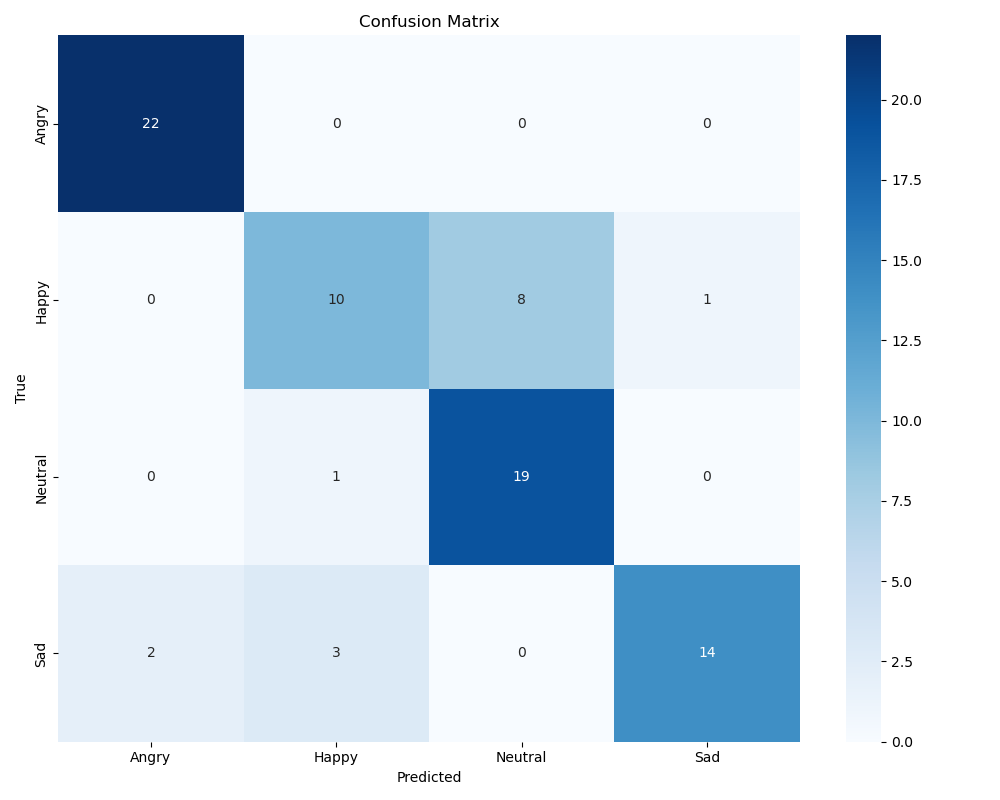 Confusion Matrix
Angry
22 0 0 0
20.0
17.5
Happy
0 10 8 1
15.0
12.5
True
10.0
Neutral
0 1 19 0
7.5
5.0
Sad
2 3 0 14
2.5
0.0
Angry Happy Neutral Sad
Predicted